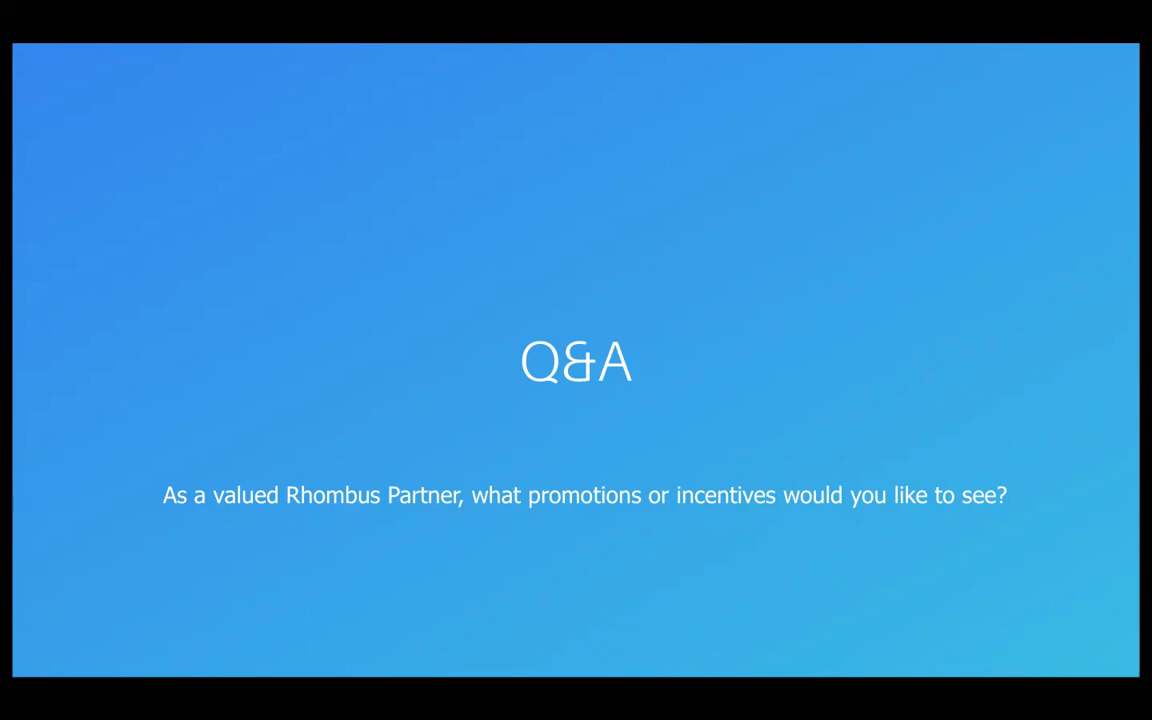 Q&A
As a valued Rhombus Partner, what promotions or incentives would you like to see?